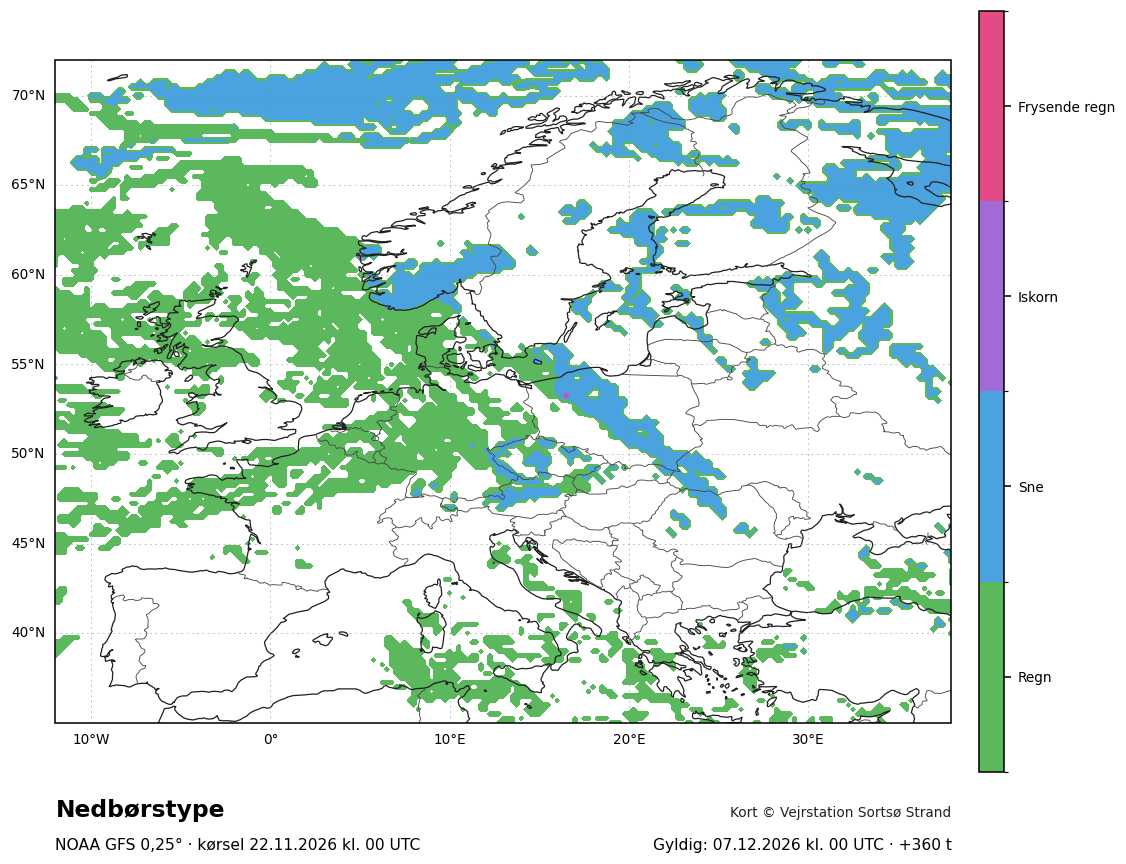 70°N
65°N
60°N
55°N
50°N
45°N
40°N
10°W
0°
10°E
20°E
30°E
Frysende regn
Iskorn
Sne
Regn
Nedbørstype
Kort © Vejrstation Sortsø Strand
NOAA GFS 0,25° · kørsel 22.11.2026 kl. 00 UTC
Gyldig: 07.12.2026 kl. 00 UTC · +360 t